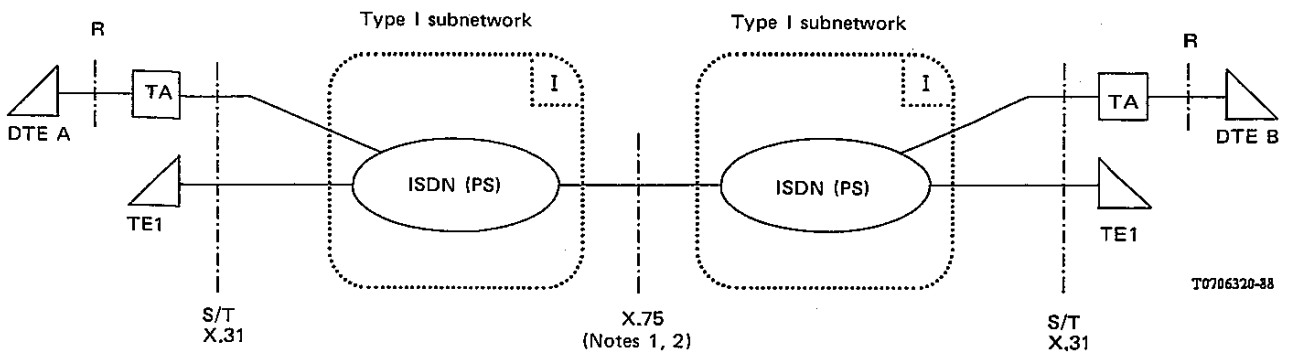 Type I subnetwork
Type I subnetwork
R
R
I
I
TA
TA
DTE A
DTE B
ISDN (PS)
ISDN (PS)
TE1
TE1
T0706320-88
S/T
X.31
X.75
(Notes 1, 2)
S/T
X.31